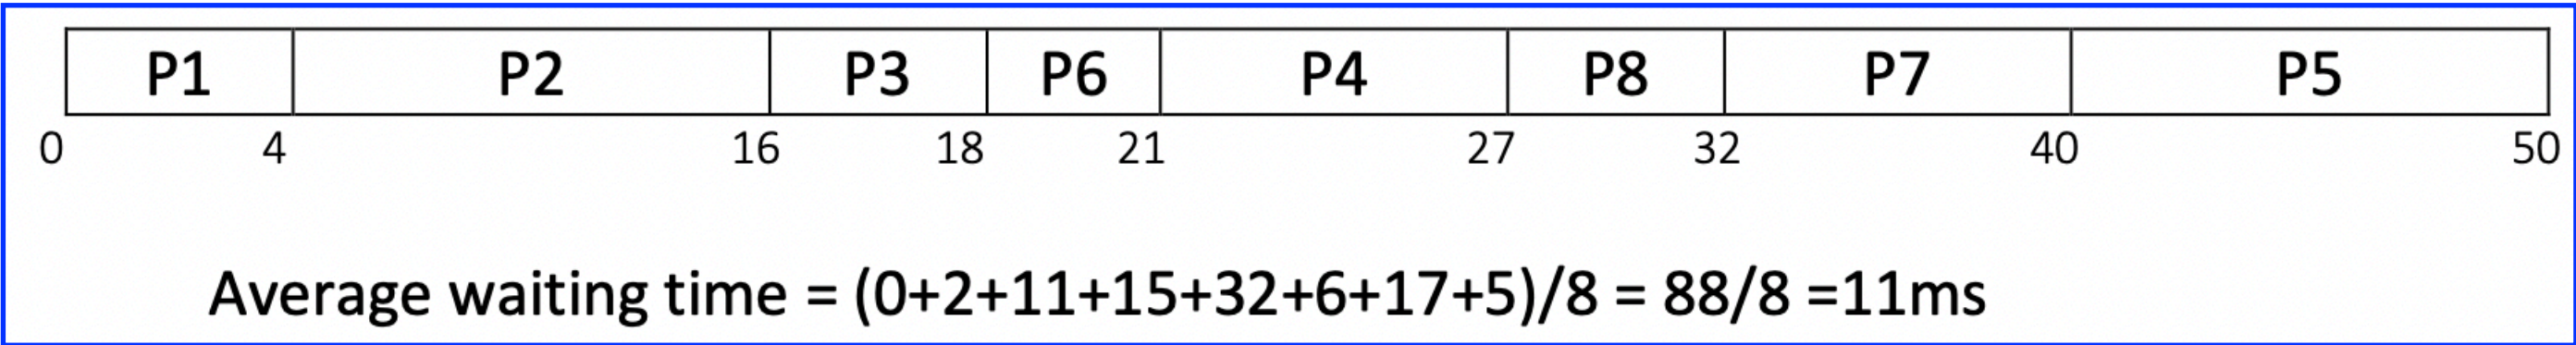 P1 P2 P3 P6 P4 P8 P7 P5
0 4 16 18 21 27 32 40 50
Average waiting time = (0+2+11+15+32+6+17+5)/8 = 88/8 =11ms